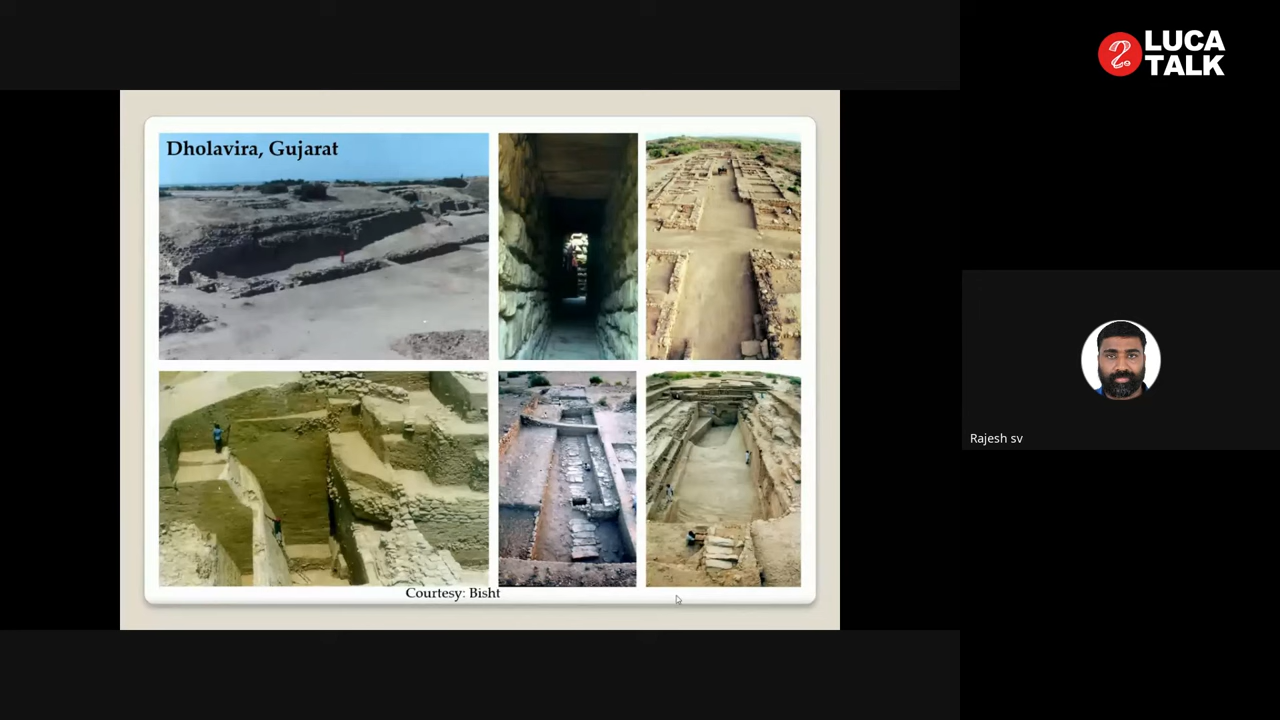 LUCA
TALK
Dholavira, Gujarat
Rajesh sv
Courtesy: Bisht